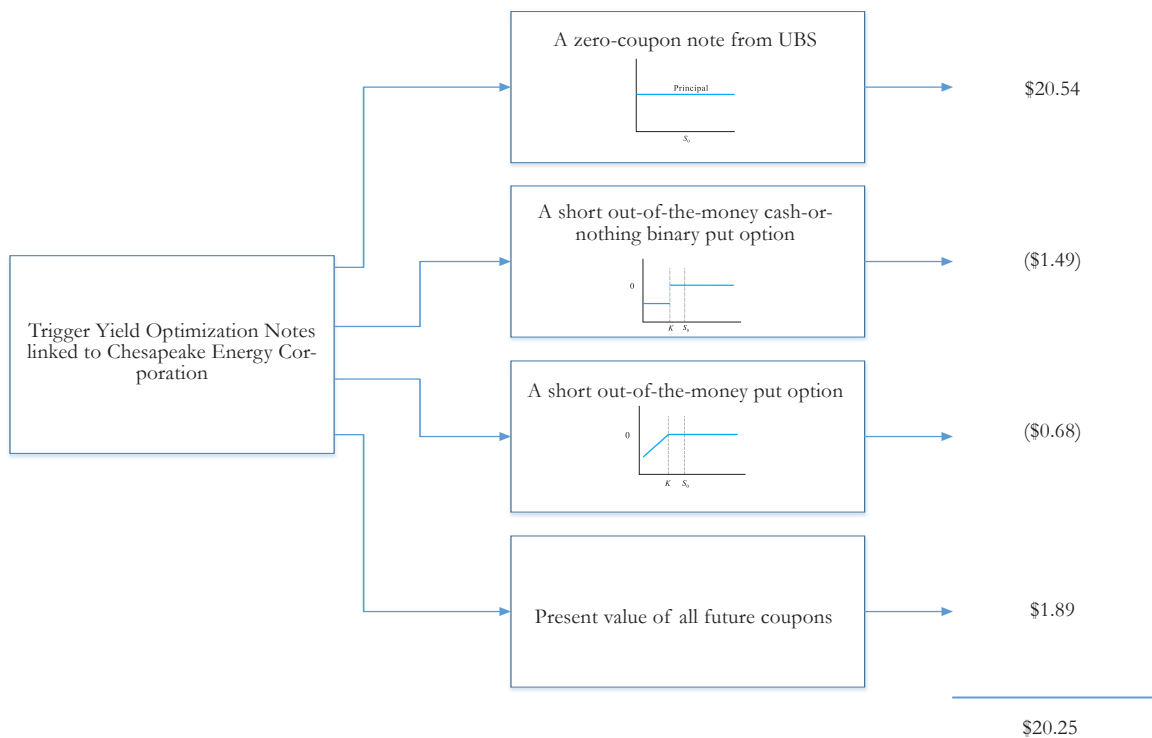 A zero-coupon note from UBS
Principal
S₀
$20.54
A short out-of-the-money cash-or-
nothing binary put option
0
K
S₀
($1.49)
Trigger Yield Optimization Notes
linked to Chesapeake Energy Cor-
poration
A short out-of-the-money put option
0
K
S₀
($0.68)
Present value of all future coupons
$1.89
$20.25